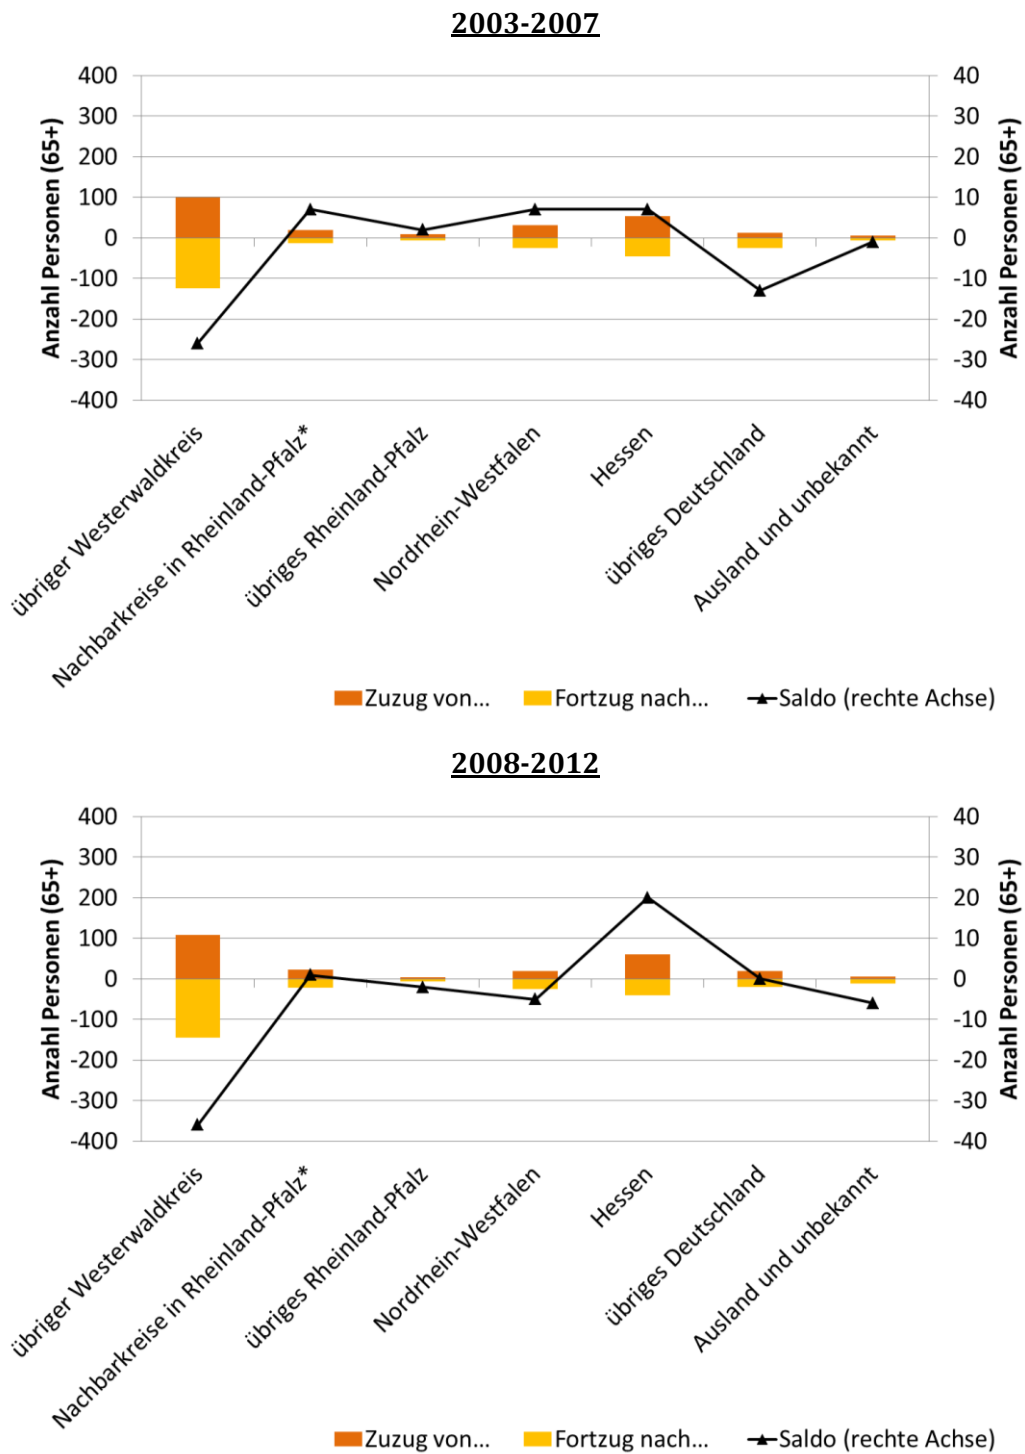 2003-2007
400 40
300 30
200 20
100 10
0 0
-100 -10
-200 -20
-300 -30
-400 -40
Anzahl Personen (65+)
Anzahl Personen (65+)
übriger Westerwaldkreis
Nachbarkreise in Rheinland-Pfalz*
übriges Rheinland-Pfalz
Nordrhein-Westfalen
Hessen
übriges Deutschland
Ausland und unbekannt
Zuzug von... Fortzug nach... Saldo (rechte Achse)
2008-2012
400 40
300 30
200 20
100 10
0 0
-100 -10
-200 -20
-300 -30
-400 -40
Anzahl Personen (65+)
Anzahl Personen (65+)
übriger Westerwaldkreis
Nachbarkreise in Rheinland-Pfalz*
übriges Rheinland-Pfalz
Nordrhein-Westfalen
Hessen
übriges Deutschland
Ausland und unbekannt
Zuzug von... Fortzug nach... Saldo (rechte Achse)